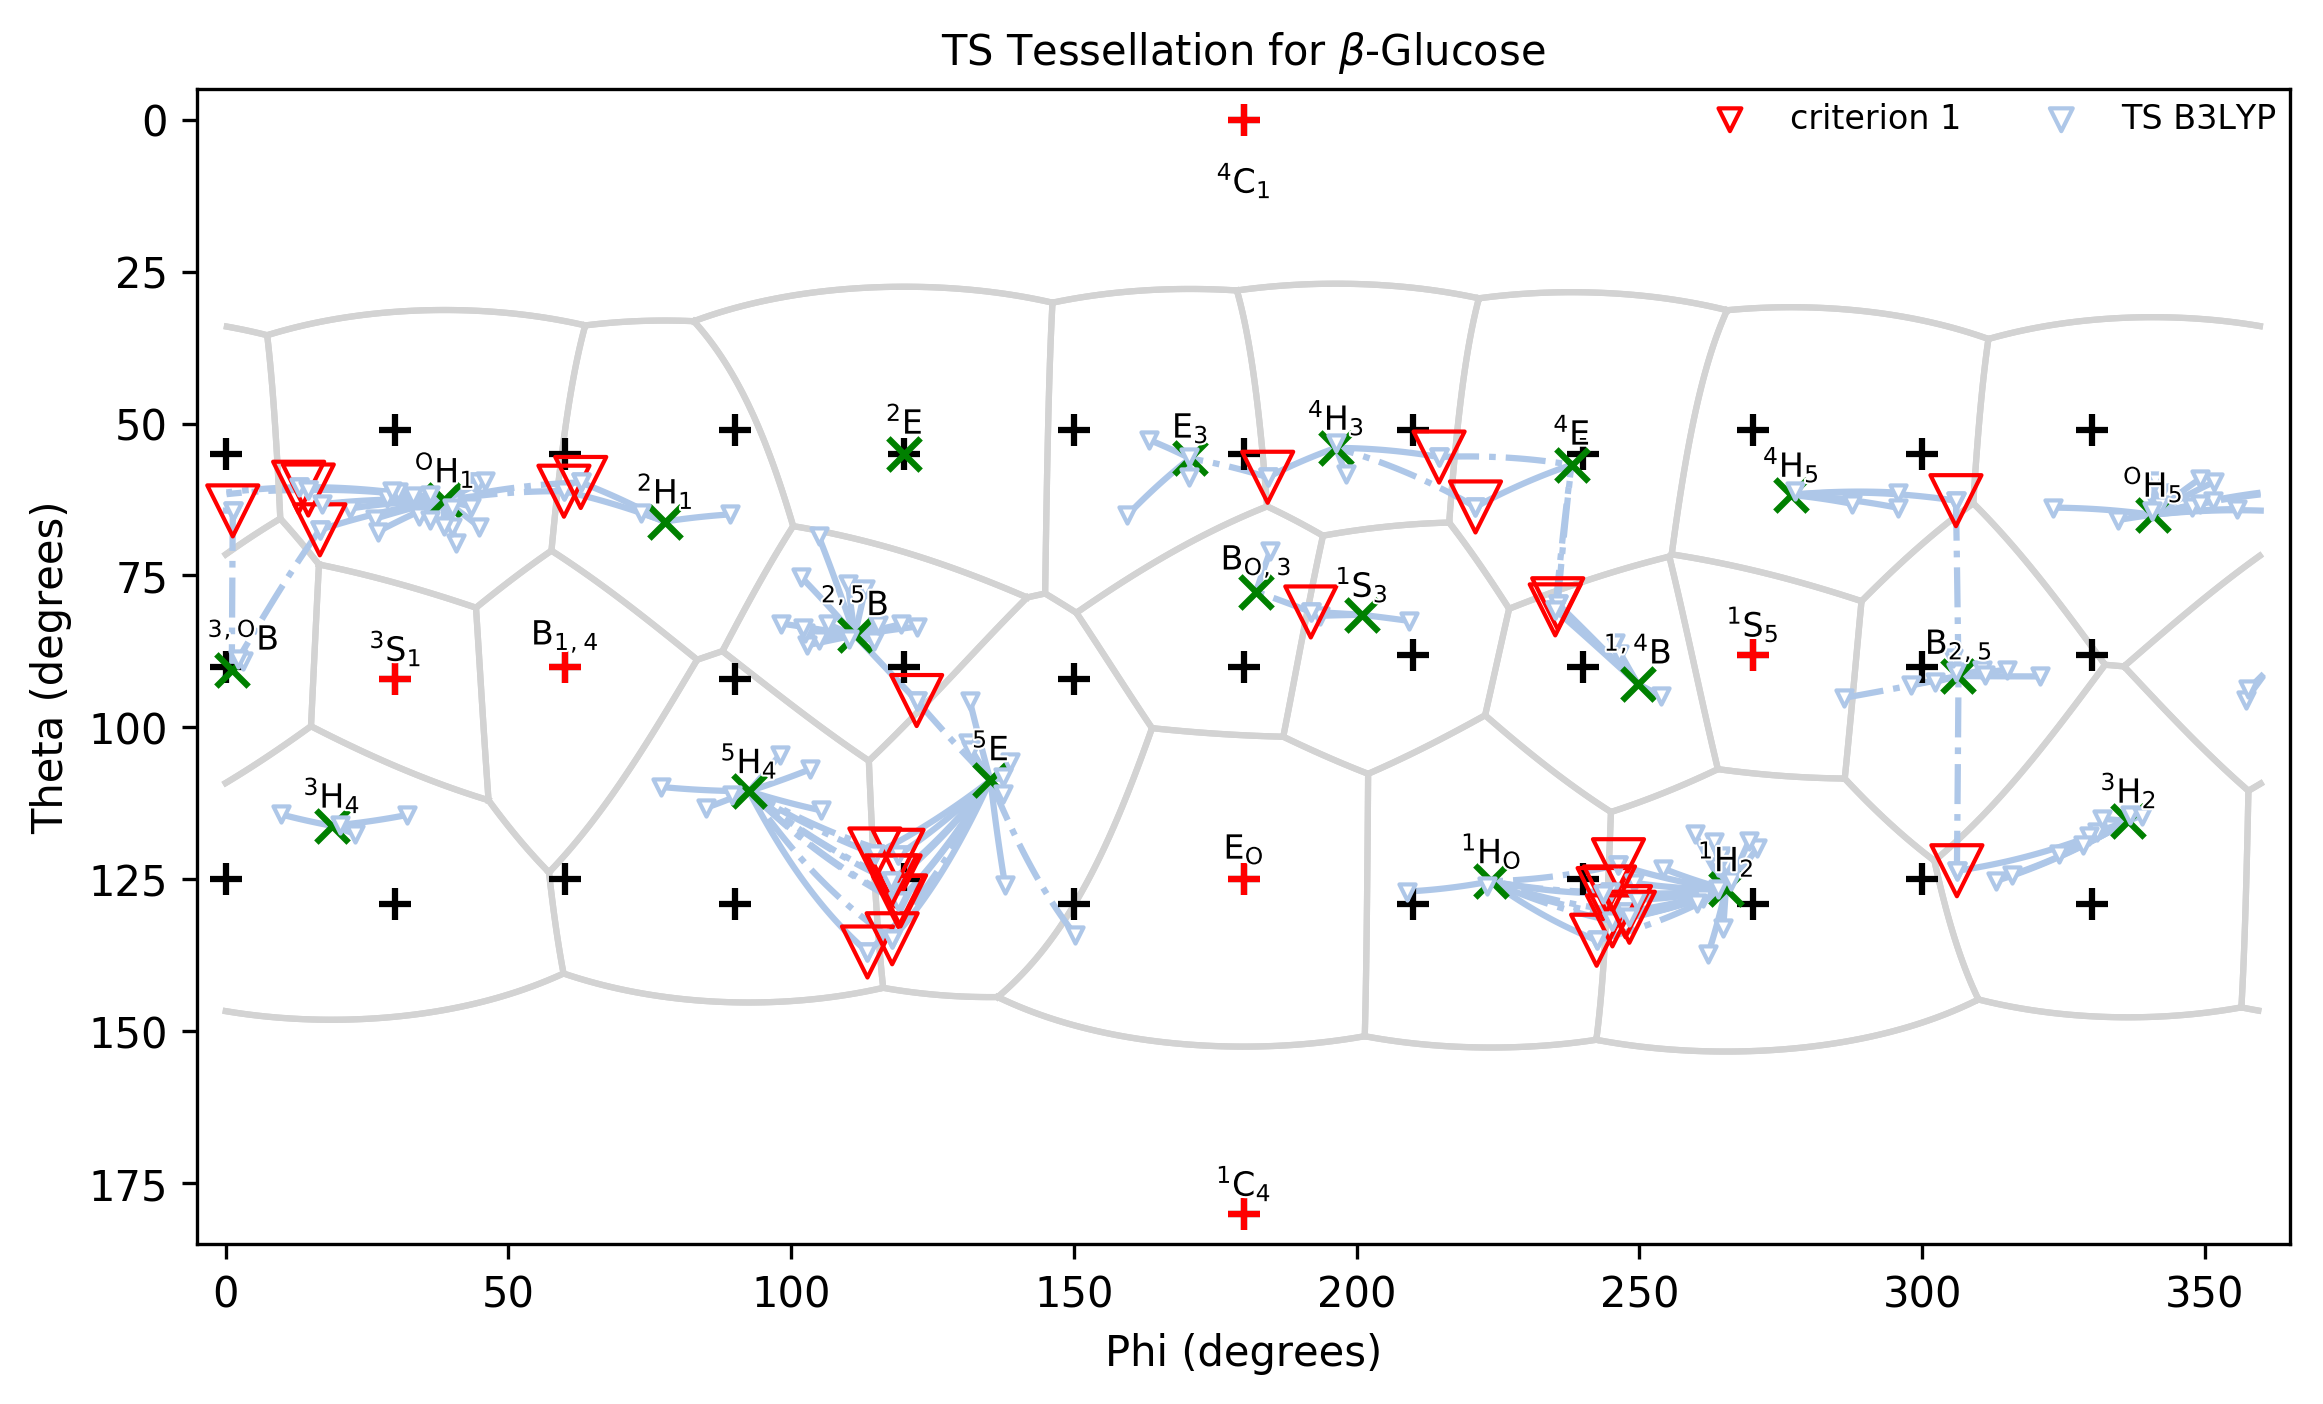 TS Tessellation for β-Glucose
criterion 1
TS B3LYP
⁴C₁
²E
E₃
⁴H₃
⁴E
ᴼH₁
²H₁
⁴H₅
ᴼH₅
B_O,3
¹S₃
²,⁵B
³,ᴼB
³S₁
B₁,₄
¹S₅
¹,⁴B
B₂,₅
⁵H₄
⁵E
³H₄
³H₂
E_O
¹H_O
¹H₂
¹C₄
0
25
50
75
100
125
150
175
Theta (degrees)
0 50 100 150 200 250 300 350
Phi (degrees)